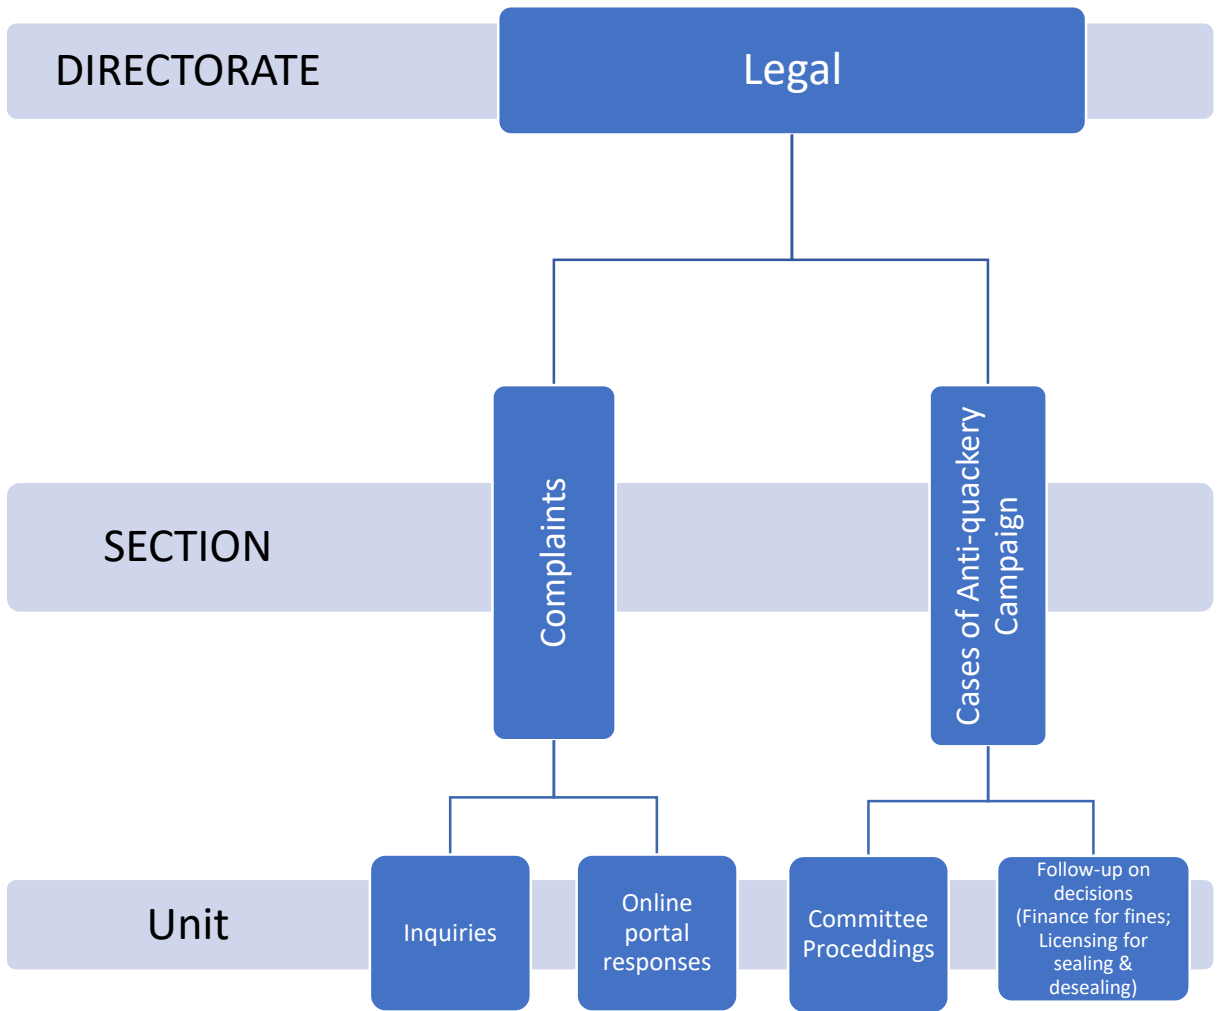 DIRECTORATE
Legal
SECTION
Complaints
Cases of Anti-quackery
Campaign
Unit
Inquiries
Online
portal
responses
Committee
Proceddings
Follow-up on
decisions
(Finance for fines;
Licensing for
sealing &
desealing)